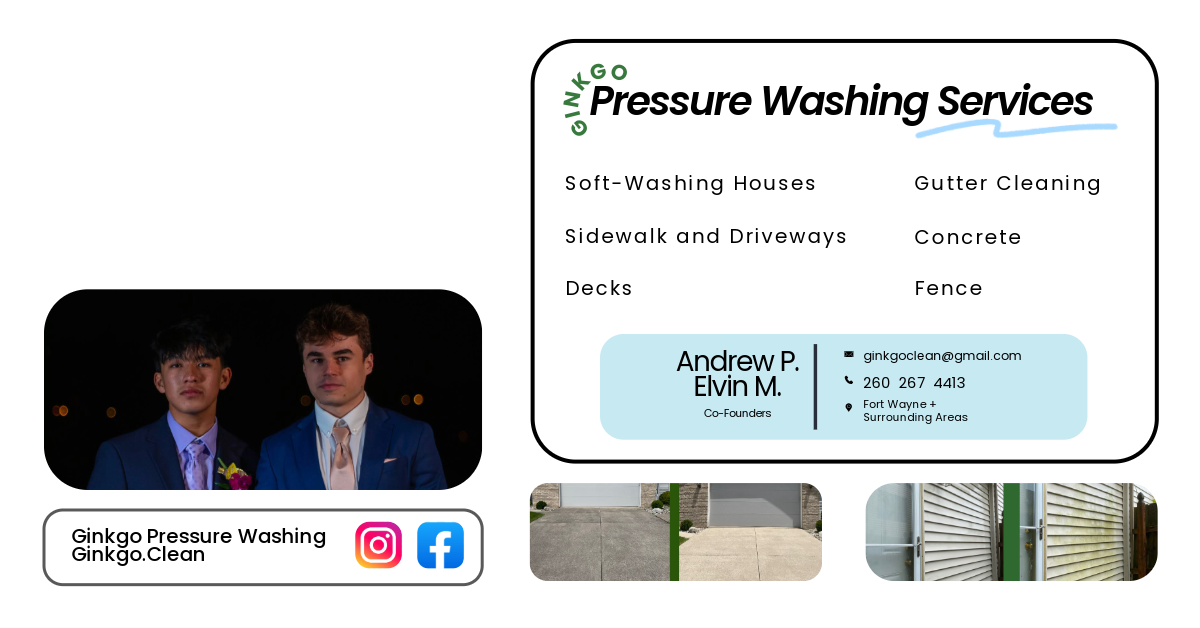 GINKGO
Pressure Washing Services
Soft-Washing Houses
Gutter Cleaning
Sidewalk and Driveways
Concrete
Decks
Fence
Andrew P.
Elvin M.
Co-Founders
ginkgoclean@gmail.com
260 267 4413
Fort Wayne +
Surrounding Areas
Ginkgo Pressure Washing
Ginkgo.Clean